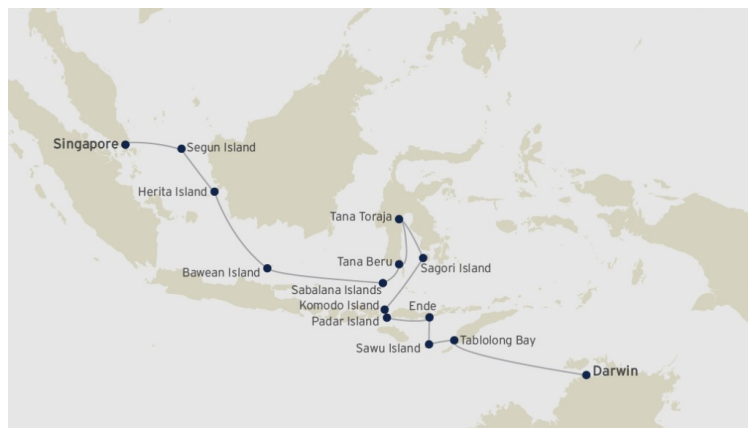 Singapore
Segun Island
Herita Island
Tana Toraja
Tana Beru
Sagori Island
Bawean Island
Sabalana Islands
Komodo Island
Ende
Padar Island
Sawu Island
Tablolong Bay
Darwin